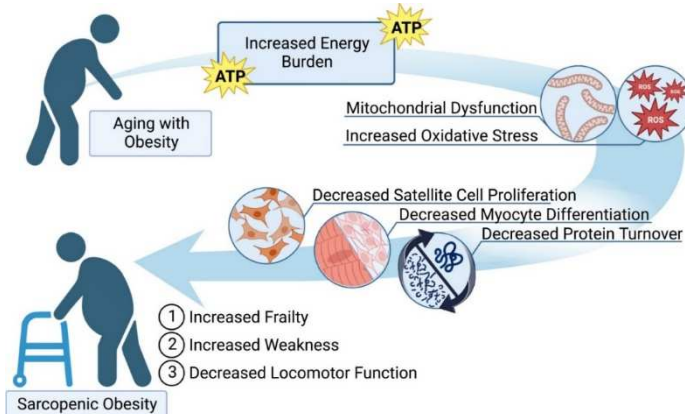 Increased Energy
Burden
ATP
ATP
Aging with
Obesity
Mitochondrial Dysfunction
Increased Oxidative Stress
ROS
ROS
ROS
Decreased Satellite Cell Proliferation
Decreased Myocyte Differentiation
Decreased Protein Turnover
1 Increased Frailty
2 Increased Weakness
3 Decreased Locomotor Function
Sarcopenic Obesity